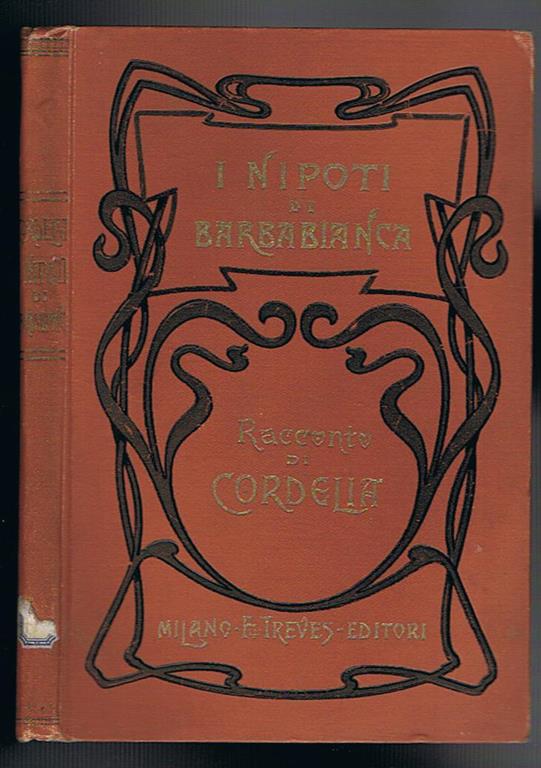 I NIPOTI
DI
BARBABIANCA
Racconto
DI
CORDELIA
MILANO - F.lli TREVES - EDITORI